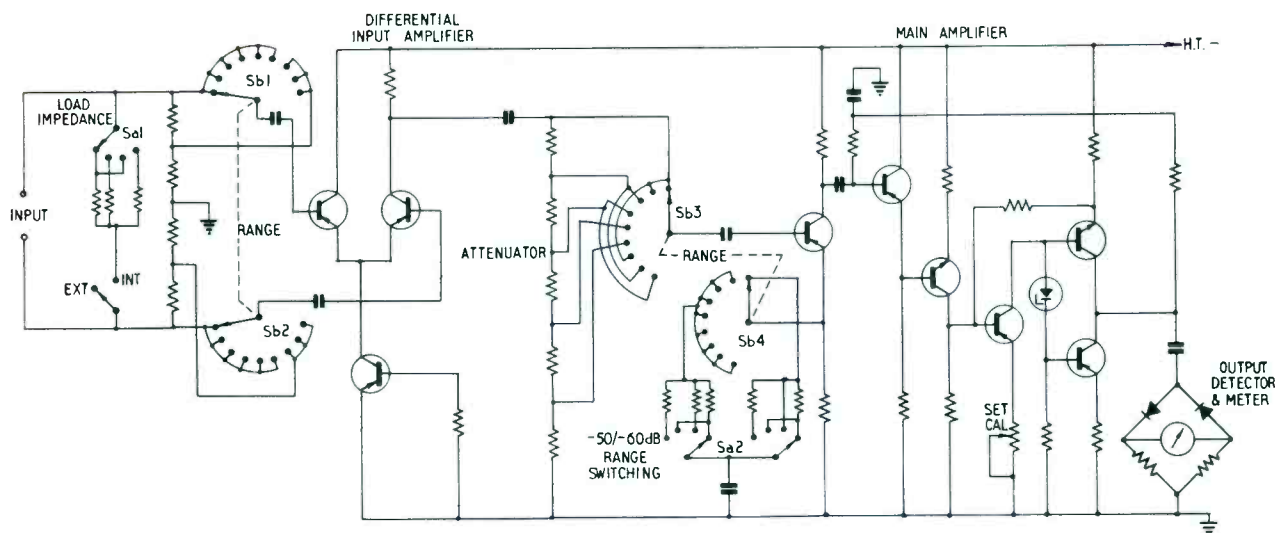 DIFFERENTIAL
INPUT AMPLIFIER
MAIN AMPLIFIER
H.T. –
Sb1
LOAD
IMPEDANCE
Sa1
INPUT
RANGE
INT
EXT
Sb2
ATTENUATOR
Sb3
RANGE
Sb4
-50/-60dB
RANGE
SWITCHING
Sa2
SET
CAL
OUTPUT
DETECTOR
& METER